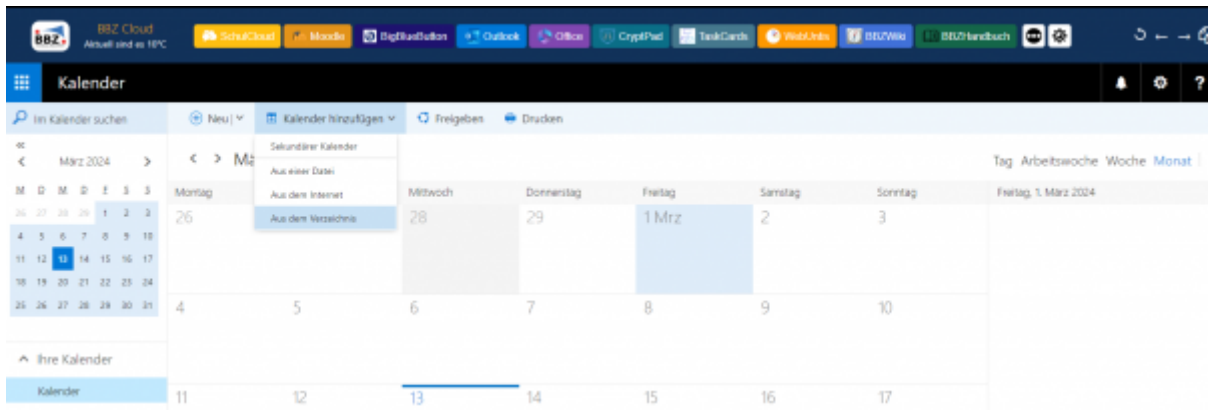 BBZ BBZ Cloud
Aktuell sind es 10°C
SchulCloud Moodle BigBlueButton Outlook Office CryptPad TaskCards WebUntis BBZWiki BBZHandbuch
Kalender ?
Im Kalender suchen Neu Kalender hinzufügen Freigeben Drucken
Sekundärer Kalender
Aus einer Datei
Aus dem Internet
Aus dem Verzeichnis
März 2024
Tag Arbeitswoche Woche Monat
M D M D F S S
26 27 28 29 1 2 3
4 5 6 7 8 9 10
11 12 13 14 15 16 17
18 19 20 21 22 23 24
25 26 27 28 29 30 31
Montag Mittwoch Donnerstag Freitag Samstag Sonntag Freitag, 1. März 2024
26 28 29 1 Mrz 2 3
4 5 6 7 8 9 10
Ihre Kalender
Kalender
11 12 13 14 15 16 17